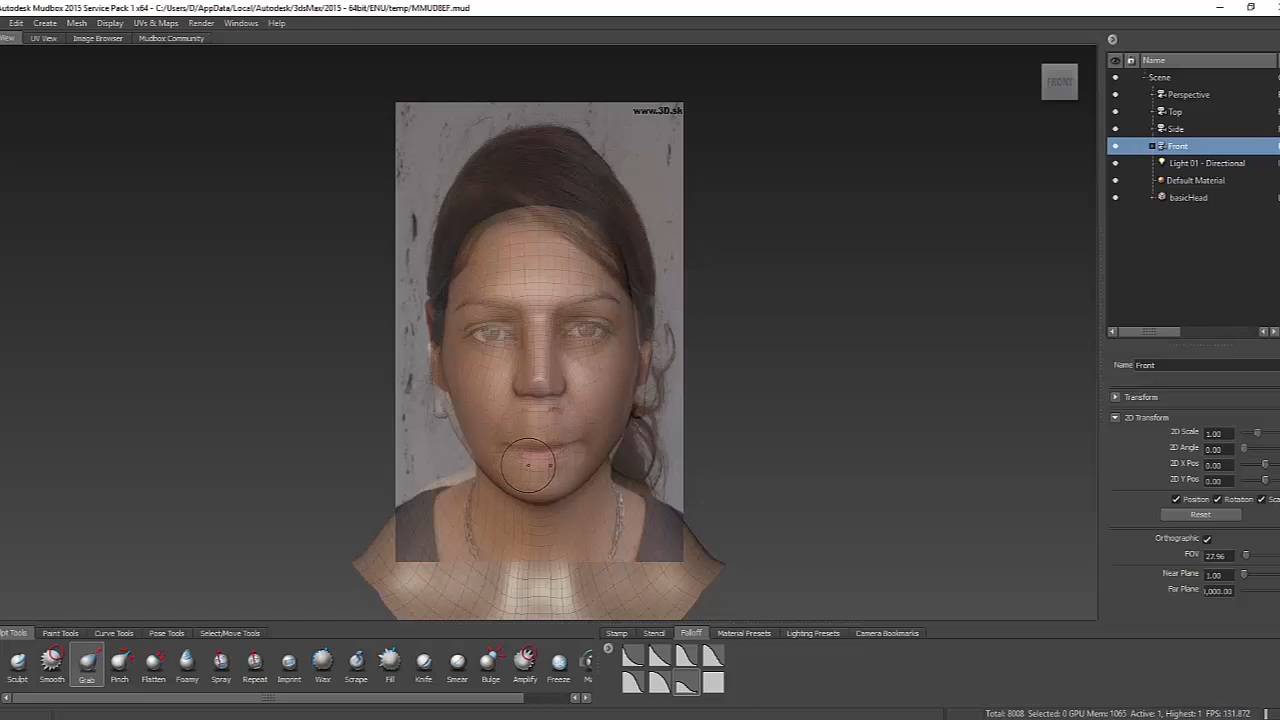 Autodesk Mudbox 2015 Service Pack 1 x64 - C:/Users/D/AppData/Local/Autodesk/3dsMax/2015 - 64bit/ENU/temp/MMUD8EF.mud
Edit Create Mesh Display UVs & Maps Render Windows Help
View UV View Image Browser Mudbox Community
www.3D.sk
FRONT
Name
Scene
Perspective
Top
Side
Front
Light 01 - Directional
Default Material
basicHead
Name Front
Transform
2D Transform
2D Scale 1.00
2D Angle 0.00
2D X Pos 0.00
2D Y Pos 0.00
Position Rotation Sca
Reset
Orthographic
FOV 27.96
Near Plane 1.00
Far Plane 0,000.00
pt Tools Paint Tools Curve Tools Pose Tools Select/Move Tools
Stamp Stencil Falloff Material Presets Lighting Presets Camera Bookmarks
Sculpt Smooth Grab Pinch Flatten Foamy Spray Repeat Imprint Wax Scrape Fill Knife Smear Bulge Amplify Freeze Ma
Total: 8008 Selected: 0 GPU Mem: 1065 Active: 1, Highest: 1 FPS: 131.872